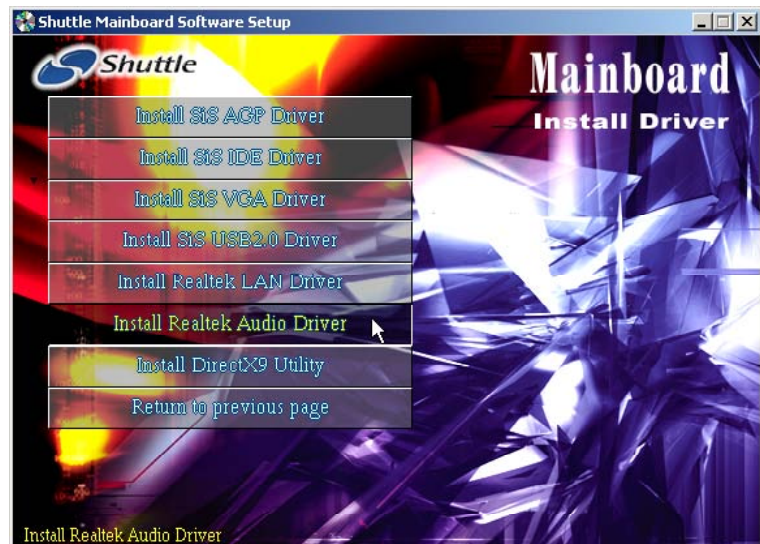 Shuttle Mainboard Software Setup
Shuttle
Mainboard
Install Driver
Install SiS AGP Driver
Install SiS IDE Driver
Install SiS VGA Driver
Install SiS USB2.0 Driver
Install Realtek LAN Driver
Install Realtek Audio Driver
Install DirectX9 Utility
Return to previous page
Install Realtek Audio Driver